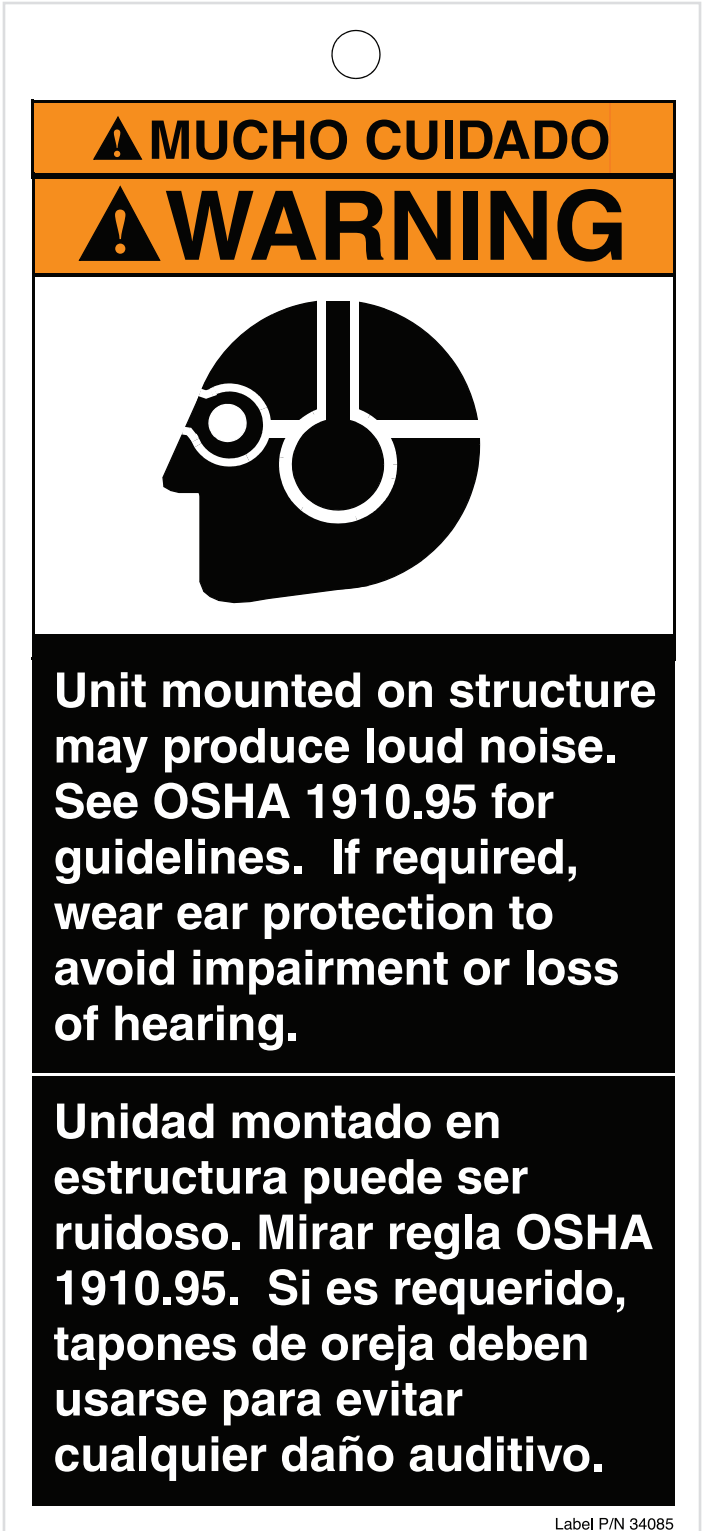 MUCHO CUIDADO
WARNING
Unit mounted on structure
may produce loud noise.
See OSHA 1910.95 for
guidelines.  If required,
wear ear protection to
avoid impairment or loss
of hearing.
Unidad montado en
estructura puede ser
ruidoso. Mirar regla OSHA
1910.95.  Si es requerido,
tapones de oreja deben
usarse para evitar
cualquier daño auditivo.
Label P/N 34085